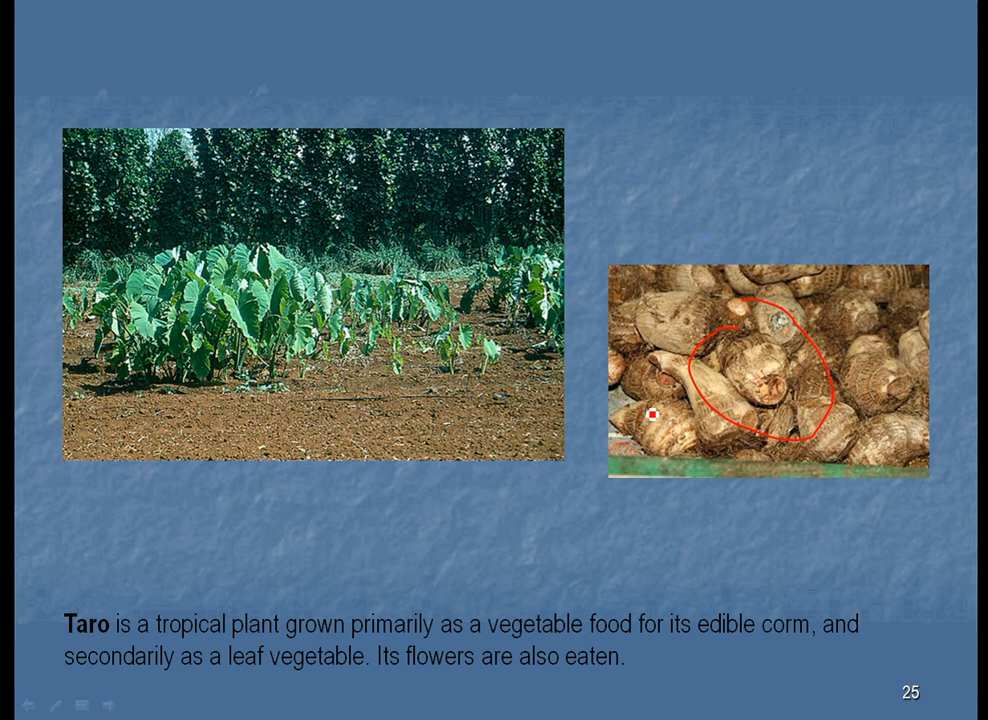 Taro is a tropical plant grown primarily as a vegetable food for its edible corm, and
secondarily as a leaf vegetable. Its flowers are also eaten.
25